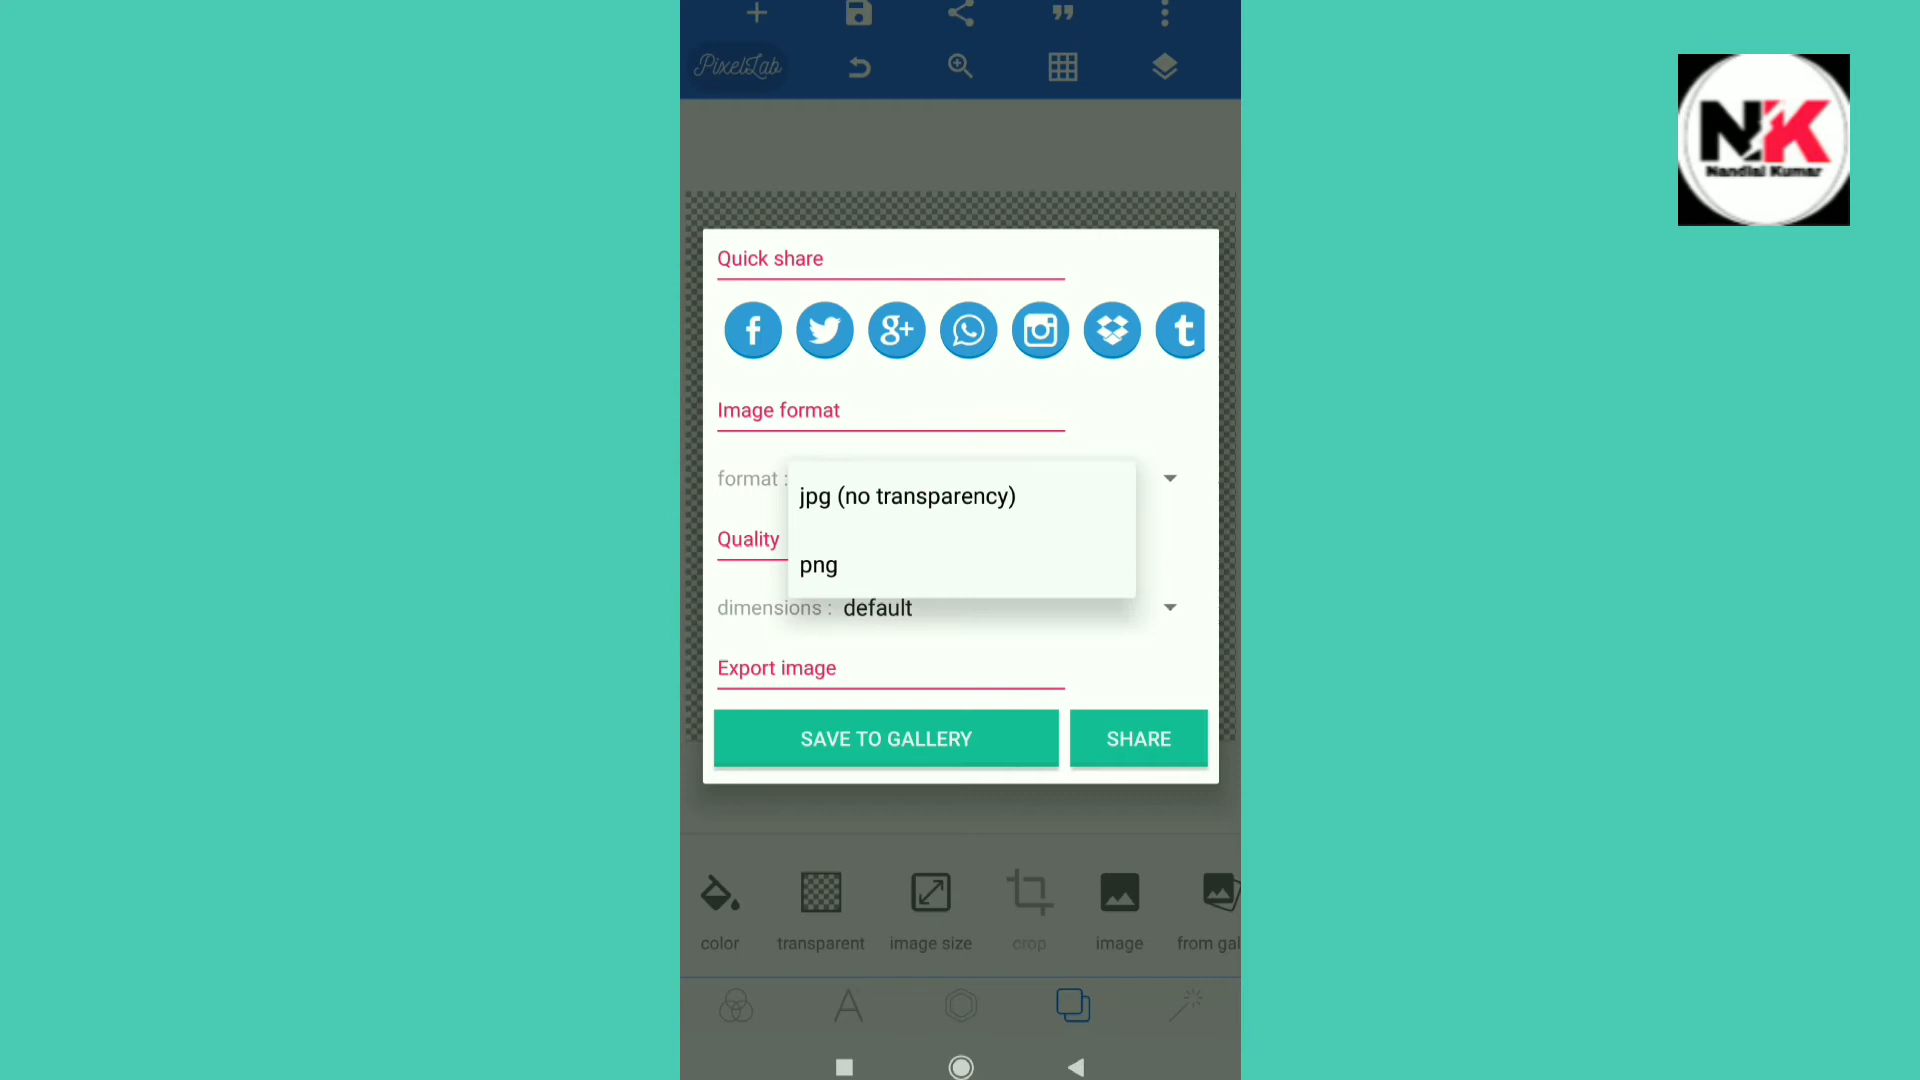 PixelLab
NK
Nandlal Kumar
Quick share
Image format
format :
jpg (no transparency)
Quality
png
dimensions : default
Export image
SAVE TO GALLERY
SHARE
color
transparent
image size
crop
image
from gal